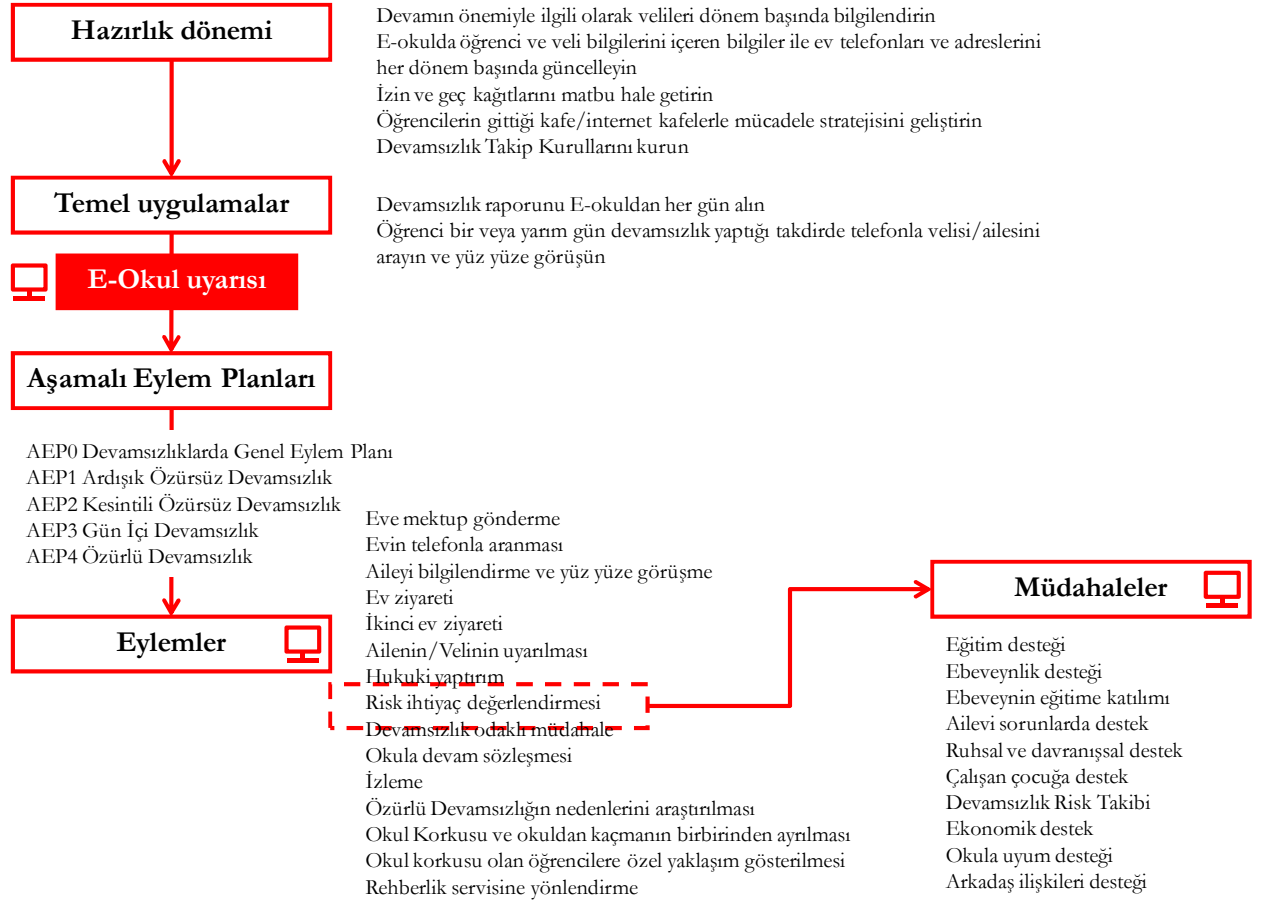 Hazırlık dönemi
Devamın önemiyle ilgili olarak velileri dönem başında bilgilendirin
E-okulda öğrenci ve veli bilgilerini içeren bilgiler ile ev telefonları ve adreslerini
her dönem başında güncelleyin
İzin ve geç kağıtlarını matbu hale getirin
Öğrencilerin gittiği kafe/internet kafelerle mücadele stratejisini geliştirin
Devamsızlık Takip Kurullarını kurun
Temel uygulamalar
Devamsızlık raporunu E-okuldan her gün alın
Öğrenci bir veya yarım gün devamsızlık yaptığı takdirde telefonla velisi/ailesini
arayın ve yüz yüze görüşün
E-Okul uyarısı
Aşamalı Eylem Planları
AEP0 Devamsızlıklarda Genel Eylem Planı
AEP1 Ardışık Özürsüz Devamsızlık
AEP2 Kesintili Özürsüz Devamsızlık
AEP3 Gün İçi Devamsızlık
AEP4 Özürlü Devamsızlık
Eylemler
Eve mektup gönderme
Evin telefonla aranması
Aileyi bilgilendirme ve yüz yüze görüşme
Ev ziyareti
İkinci ev ziyareti
Ailenin/Velinin uyarılması
Hukuki yaptırım
Risk ihtiyaç değerlendirmesi
Devamsızlık odaklı müdahale
Okula devam sözleşmesi
İzleme
Özürlü Devamsızlığın nedenlerini araştırılması
Okul Korkusu ve okuldan kaçmanın birbirinden ayrılması
Okul korkusu olan öğrencilere özel yaklaşım gösterilmesi
Rehberlik servisine yönlendirme
Müdahaleler
Eğitim desteği
Ebeveynlik desteği
Ebeveynin eğitime katılımı
Ailevi sorunlarda destek
Ruhsal ve davranışsal destek
Çalışan çocuğa destek
Devamsızlık Risk Takibi
Ekonomik destek
Okula uyum desteği
Arkadaş ilişkileri desteği